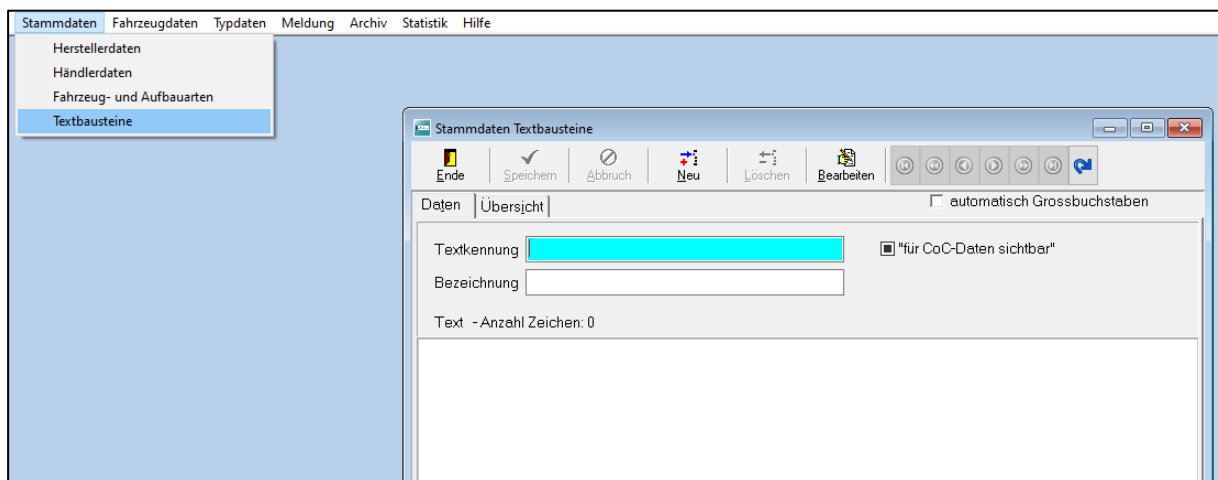 Stammdaten Fahrzeugdaten Typdaten Meldung Archiv Statistik Hilfe
Herstellerdaten
Händlerdaten
Fahrzeug- und Aufbauarten
Textbausteine
Stammdaten Textbausteine
Ende Speichern Abbruch Neu Löschen Bearbeiten
Daten Übersicht automatisch Grossbuchstaben
Textkennung "für CoC-Daten sichtbar"
Bezeichnung
Text - Anzahl Zeichen: 0